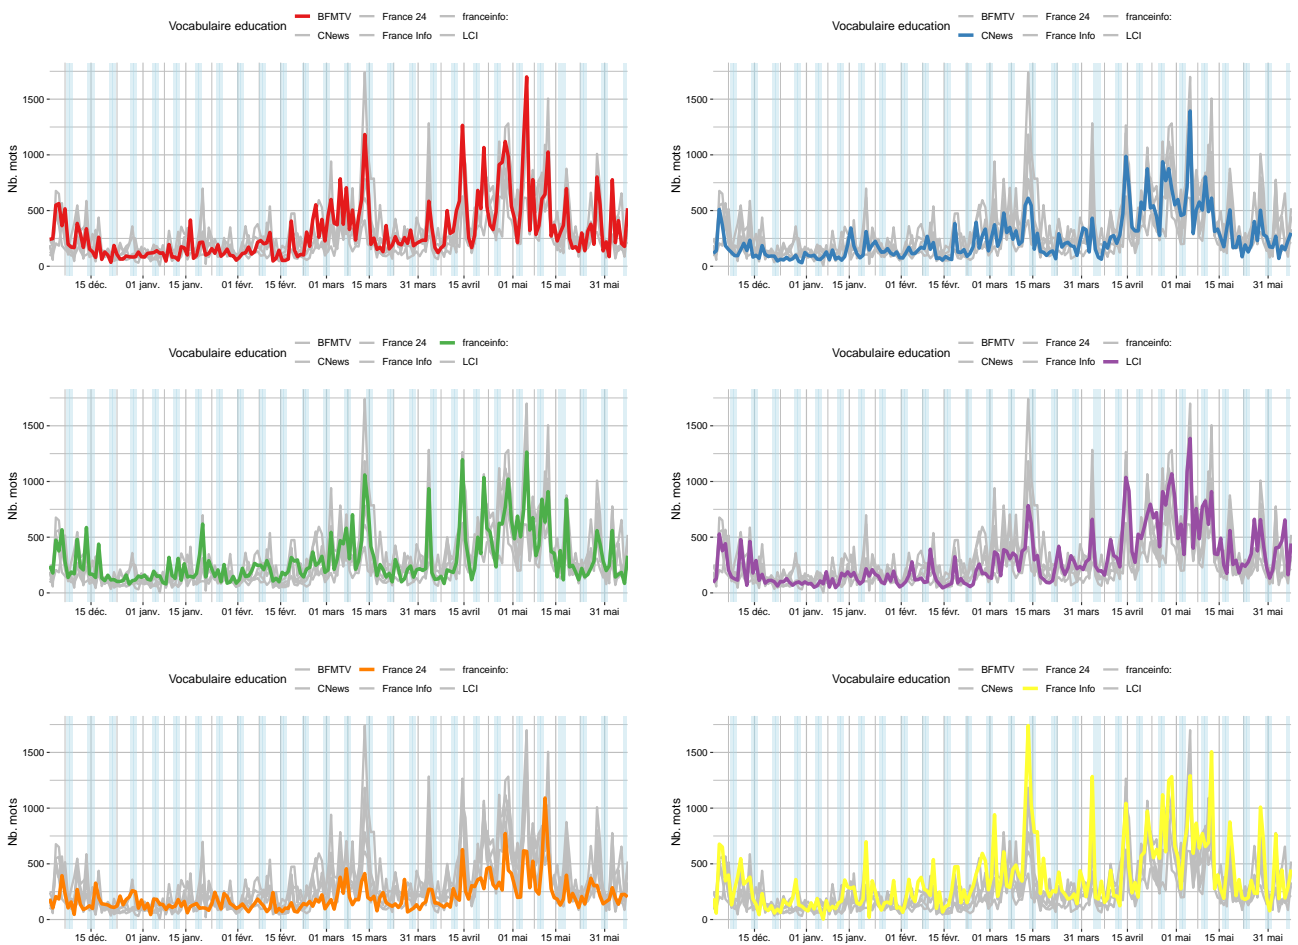 Vocabulaire education BFMTV France 24 franceinfo: CNews France Info LCI
Nb. mots
1500
1000
500
0
15 déc. 01 janv. 15 janv. 01 févr. 15 févr. 01 mars 15 mars 31 mars 15 avril 01 mai 15 mai 31 mai
Vocabulaire education BFMTV France 24 franceinfo: CNews France Info LCI
Nb. mots
1500
1000
500
0
15 déc. 01 janv. 15 janv. 01 févr. 15 févr. 01 mars 15 mars 31 mars 15 avril 01 mai 15 mai 31 mai
Vocabulaire education BFMTV France 24 franceinfo: CNews France Info LCI
Nb. mots
1500
1000
500
0
15 déc. 01 janv. 15 janv. 01 févr. 15 févr. 01 mars 15 mars 31 mars 15 avril 01 mai 15 mai 31 mai
Vocabulaire education BFMTV France 24 franceinfo: CNews France Info LCI
Nb. mots
1500
1000
500
0
15 déc. 01 janv. 15 janv. 01 févr. 15 févr. 01 mars 15 mars 31 mars 15 avril 01 mai 15 mai 31 mai
Vocabulaire education BFMTV France 24 franceinfo: CNews France Info LCI
Nb. mots
1500
1000
500
0
15 déc. 01 janv. 15 janv. 01 févr. 15 févr. 01 mars 15 mars 31 mars 15 avril 01 mai 15 mai 31 mai
Vocabulaire education BFMTV France 24 franceinfo: CNews France Info LCI
Nb. mots
1500
1000
500
0
15 déc. 01 janv. 15 janv. 01 févr. 15 févr. 01 mars 15 mars 31 mars 15 avril 01 mai 15 mai 31 mai